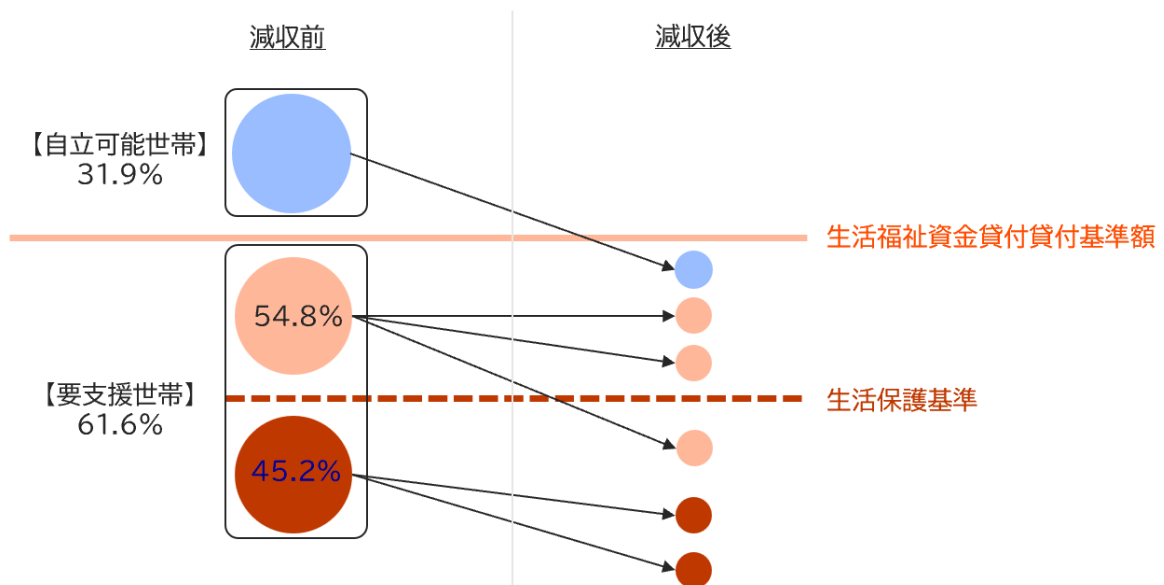 減収前
減収後
【自立可能世帯】
31.9%
生活福祉資金貸付貸付基準額
54.8%
【要支援世帯】
61.6%
生活保護基準
45.2%